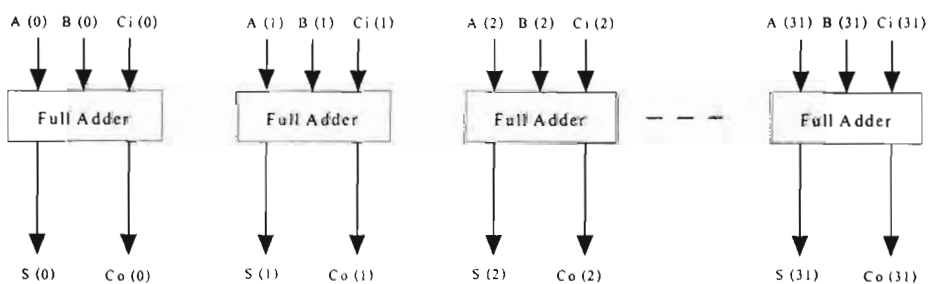 A (0) B (0) Ci (0) A (1) B (1) Ci (1) A (2) B (2) Ci (2) A (31) B (31) Ci (31)
Full Adder Full Adder Full Adder Full Adder
S (0) Co (0) S (1) Co (1) S (2) Co (2) S (31) Co (31)